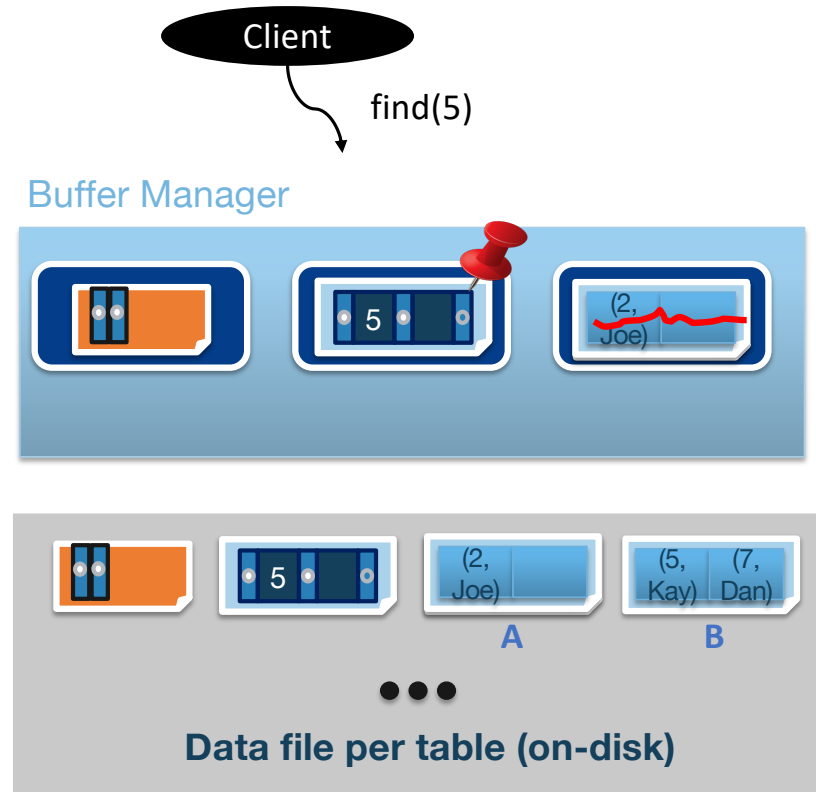 Client
find(5)
Buffer Manager
5
(2,
Joe)
5
(2,
Joe)
(5,
Kay)
(7,
Dan)
A
B
Data file per table (on-disk)